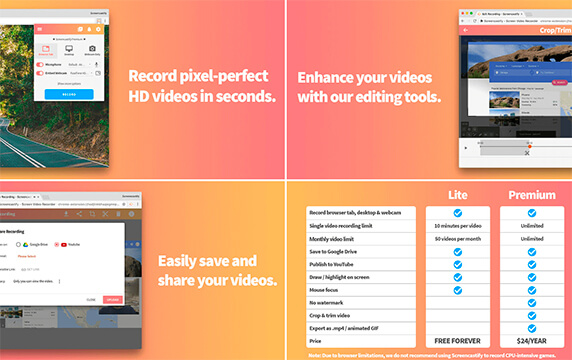 Record pixel-perfect
HD videos in seconds.
RECORD
Enhance your videos
with our editing tools.
Crop/Trim
Easily save and
share your videos.
Google Drive
Youtube
CLOSE
Lite Premium
Record browser tab, desktop & webcam
Single video recording limit 10 minutes per video Unlimited
Monthly video limit 50 videos per month Unlimited
Save to Google Drive
Publish to YouTube
Draw / highlight on screen
Mouse focus
No watermark
Crop & trim video
Export as .mp4 / animated GIF
Price FREE FOREVER $24/YEAR
Note: Due to browser limitations, we do not recommend using Screencastify to record CPU-intensive games.